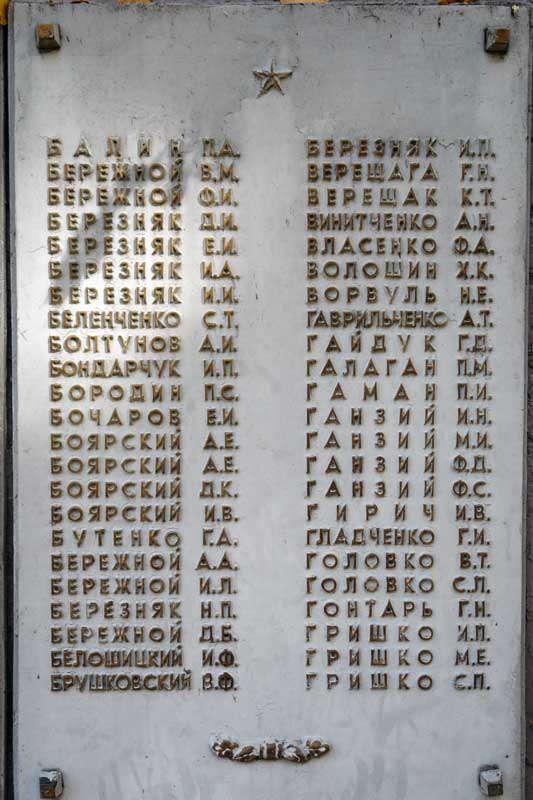 БАЛИН П.А.
БЕРЕЖНОЙ В.М.
БЕРЕЖНОЙ Ф.И.
БЕРЕЗНЯК Д.И.
БЕРЕЗНЯК Е.И.
БЕРЕЗНЯК И.А.
БЕРЕЗНЯК И.И.
БЕЛЕНЧЕНКО С.Т.
БОЛТУНОВ А.И.
БОНДАРЧУК И.П.
БОРОДИН П.С.
БОЧАРОВ Е.И.
БОЯРСКИЙ А.Е.
БОЯРСКИЙ А.Е.
БОЯРСКИЙ Д.К.
БОЯРСКИЙ И.В.
БУТЕНКО Г.А.
БЕРЕЖНОЙ А.А.
БЕРЕЖНОЙ И.Л.
БЕРЕЗНЯК Н.П.
БЕРЕЖНОЙ Д.Б.
БЕЛОШИЦКИЙ И.Ф.
БРУШКОВСКИЙ В.Ф.
БЕРЕЗНЯК И.П.
ВЕРЕЩАГА Г.Н.
ВЕРЕЩАК К.Т.
ВИНИТЧЕНКО А.Н.
ВЛАСЕНКО Ф.А.
ВОЛОШИН Ж.К.
ВОРВУЛЬ Н.Е.
ГАВРИЛЬЧЕНКО А.Т.
ГАЙДУК Г.Д.
ГАЛАГАН П.М.
ГАМАН П.И.
ГАНЗИЙ И.Н.
ГАНЗИЙ М.И.
ГАНЗИЙ Ф.Д.
ГАНЗИЙ Ф.С.
ГИРИЧ И.В.
ГЛАДЧЕНКО Г.И.
ГОЛОВКО В.Т.
ГОЛОВКО С.Л.
ГОНТАРЬ Г.Н.
ГРИШКО И.П.
ГРИШКО М.Е.
ГРИШКО С.П.